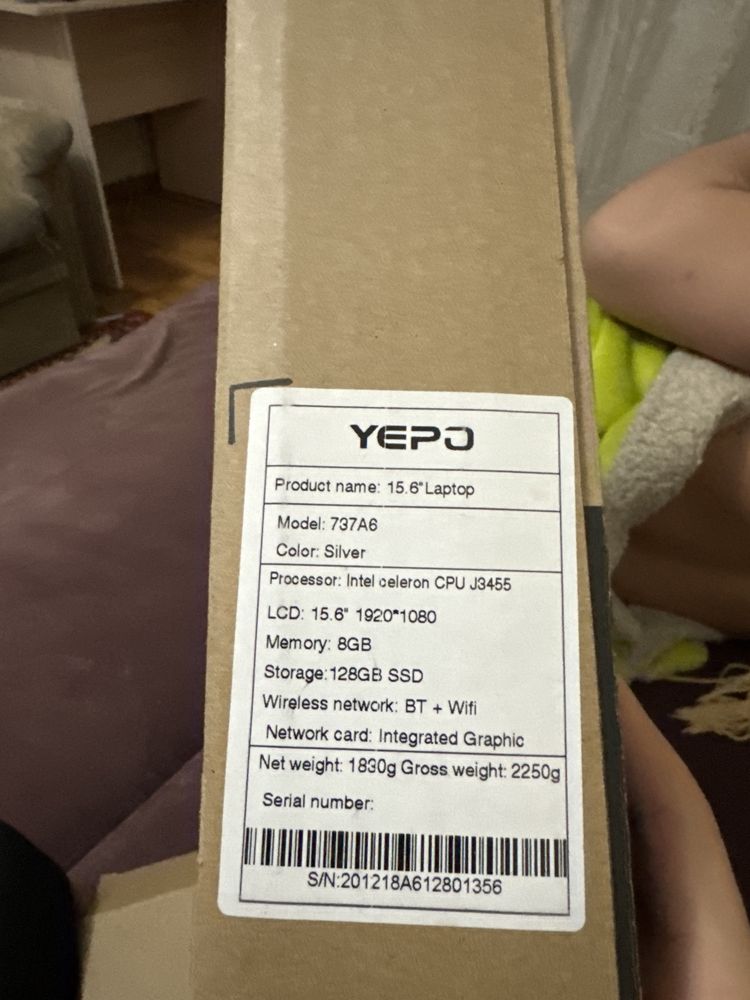 YEPO
Product name: 15.6"Laptop
Model: 737A6
Color: Silver
Processor: Intel celeron CPU J3455
LCD: 15.6" 1920*1080
Memory: 8GB
Storage:128GB SSD
Wireless network: BT + Wifi
Network card: Integrated Graphic
Net weight: 1830g Gross weight: 2250g
Serial number:
S/N:201218A612801356